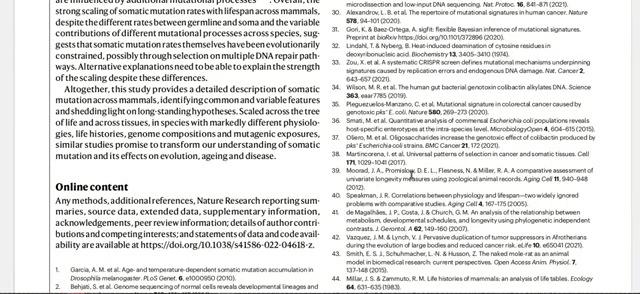 strong scaling of somatic mutation rates with lifespan across mammals,
despite the different rates between germline and soma and the variable
contributions of different mutational processes across species, sug-
gests that somatic mutation rates themselves have been evolutionarily
constrained, possibly through selection on multiple DNA repair path-
ways. Alternative explanations need to be able to explain the strength
of the scaling despite these differences.
Altogether, this study provides a detailed description of somatic
mutation across mammals, identifying common and variable features
and shedding light on long-standing hypotheses. Scaled across the tree
of life and across tissues, in species with markedly different physiolo-
gies, life histories, genome compositions and mutagenic exposures,
similar studies promise to transform our understanding of somatic
mutation and its effects on evolution, ageing and disease.
Online content
Any methods, additional references, Nature Research reporting sum-
maries, source data, extended data, supplementary information,
acknowledgements, peer review information; details of author contri-
butions and competing interests; and statements of data and code avail-
ability are available at https://doi.org/10.1038/s41586-022-04618-z.
1. Garcia, A. M. et al. Age- and temperature-dependent somatic mutation accumulation in
Drosophila melanogaster. PLoS Genet. 6, e1000950 (2010).
2. Behjati, S. et al. Genome sequencing of normal cells reveals developmental lineages and
microdissection and low-input DNA sequencing. Nat. Protoc. 16, 841–871 (2021).
30. Alexandrov, L. B. et al. The repertoire of mutational signatures in human cancer. Nature
578, 94–101 (2020).
31. Gori, K. & Baez-Ortega, A. sigfit: flexible Bayesian inference of mutational signatures.
Preprint at bioRxiv https://doi.org/10.1101/372896 (2020).
32. Lindahl, T. & Nyberg, B. Heat-induced deamination of cytosine residues in
deoxyribonucleic acid. Biochemistry 13, 3405–3410 (1974).
33. Zou, X. et al. A systematic CRISPR screen defines mutational mechanisms underpinning
signatures caused by replication errors and endogenous DNA damage. Nat. Cancer 2,
643–657 (2021).
34. Wilson, M. R. et al. The human gut bacterial genotoxin colibactin alkylates DNA. Science
363, eaar7785 (2019).
35. Pleguezuelos-Manzano, C. et al. Mutational signature in colorectal cancer caused by
genotoxic pks+ E. coli. Nature 580, 269–273 (2020).
36. Smati, M. et al. Quantitative analysis of commensal Escherichia coli populations reveals
host-specific enterotypes at the intra-species level. MicrobiologyOpen 4, 604–615 (2015).
37. Olier, M. et al. Oligosaccharides increase the genotoxic effect of colibactin produced by
pks+ Escherichia coli strains. BMC Cancer 21, 172 (2021).
38. Martincorena, I. et al. Universal patterns of selection in cancer and somatic tissues. Cell
171, 1029–1041 (2017).
39. Moorad, J. A., Promislow, D. E. L., Flesness, N. & Miller, R. A. A comparative assessment of
univariate longevity measures using zoological animal records. Aging Cell 11, 940–948
(2012).
40. Speakman, J. R. Correlations between physiology and lifespan—two widely ignored
problems with comparative studies. Aging Cell 4, 167–175 (2005).
41. de Magalhães, J. P., Costa, J. & Church, G. M. An analysis of the relationship between
metabolism, developmental schedules, and longevity using phylogenetic independent
contrasts. J. Gerontol. A 62, 149–160 (2007).
42. Vazquez, J. M. & Lynch, V. J. Pervasive duplication of tumor suppressors in Afrotherians
during the evolution of large bodies and reduced cancer risk. eLife 10, e65041 (2021).
43. Smith, E. S. J., Schuhmacher, L.-N. & Husson, Z. The naked mole-rat as an animal
model in biomedical research: current perspectives. Open Access Anim. Physiol. 7,
137–148 (2015).
44. Millar, J. S. & Zammuto, R. M. Life histories of mammals: an analysis of life tables. Ecology
64, 631–635 (1983).